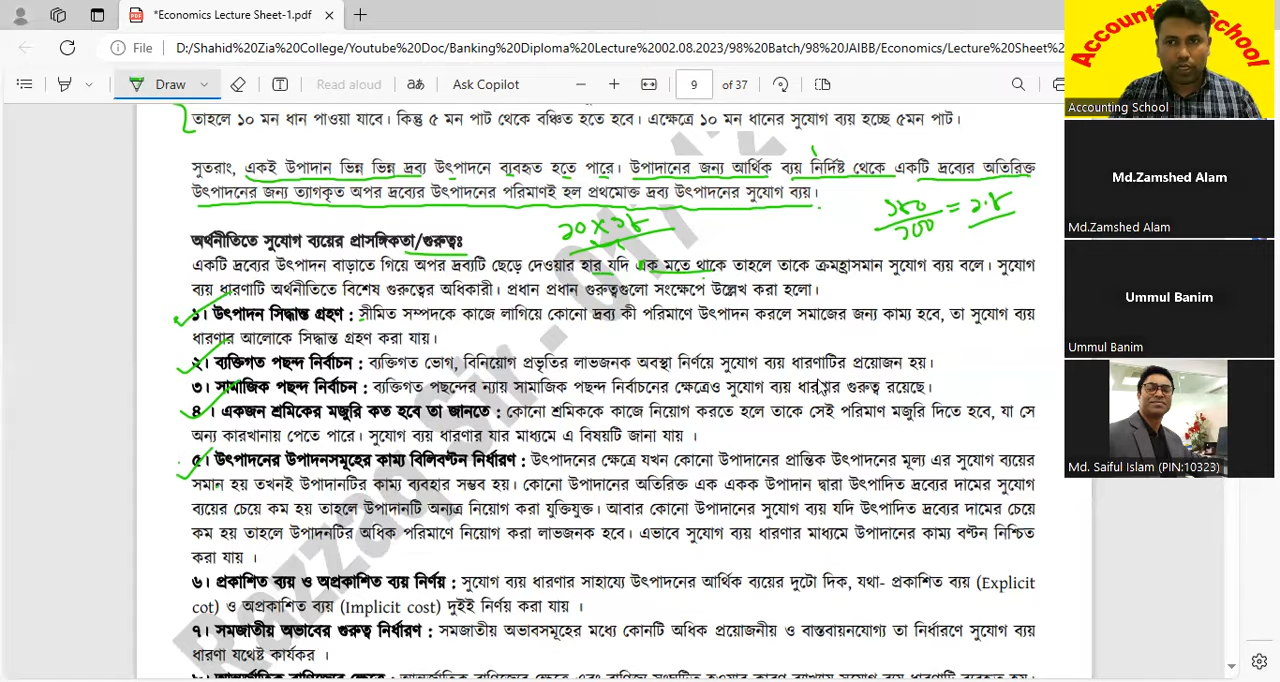 *Economics Lecture Sheet-1.pdf
File
D:/Shahid%20Zia%20College/Youtube%20Doc/Banking%20Diploma%20Lecture%2002.08.2023/98%20Batch/98%20JAIBB/Economics/Lecture%20Sheet%2
Draw
Read aloud
Ask Copilot
9
of 37
তাহলে ১০ মন ধান পাওয়া যাবে। কিন্তু ৫ মন পাট থেকে বঞ্চিত হতে হবে। এক্ষেত্রে ১০ মন ধানের সুযোগ ব্যয় হচ্ছে ৫মন পাট।
সুতরাং, একই উপাদান ভিন্ন ভিন্ন দ্রব্য উৎপাদনে ব্যবহৃত হতে পারে। উপাদানের জন্য আর্থিক ব্যয় নির্দিষ্ট থেকে একটি দ্রব্যের অতিরিক্ত
উৎপাদনের জন্য ত্যাগকৃত অপর দ্রব্যের উৎপাদনের পরিমাণই হল প্রথমোক্ত দ্রব্য উৎপাদনের সুযোগ ব্যয়।
অর্থনীতিতে সুযোগ ব্যয়ের প্রাসঙ্গিকতা/গুরুত্বঃ
একটি দ্রব্যের উৎপাদন বাড়াতে গিয়ে অপর দ্রব্যটি ছেড়ে দেওয়ার হার যদি একমতে থাকে তাহলে তাকে ক্রমহ্রাসমান সুযোগ ব্যয় বলে। সুযোগ
ব্যয় ধারণাটি অর্থনীতিতে বিশেষ গুরুত্বের অধিকারী। প্রধান প্রধান গুরুত্বগুলো সংক্ষেপে উল্লেখ করা হলো।
১। উৎপাদন সিদ্ধান্ত গ্রহণ : সীমিত সম্পদকে কাজে লাগিয়ে কোনো দ্রব্য কী পরিমাণে উৎপাদন করলে সমাজের জন্য কাম্য হবে, তা সুযোগ ব্যয়
ধারণার আলোকে সিদ্ধান্ত গ্রহণ করা যায়।
২। ব্যক্তিগত পছন্দ নির্বাচন : ব্যক্তিগত ভোগ, বিনিয়োগ প্রভৃতির লাভজনক অবস্থা নির্ণয়ে সুযোগ ব্যয় ধারণাটির প্রয়োজন হয়।
৩। সামাজিক পছন্দ নির্বাচন : ব্যক্তিগত পছন্দের ন্যায় সামাজিক পছন্দ নির্বাচনের ক্ষেত্রেও সুযোগ ব্যয় ধারণার গুরুত্ব রয়েছে।
৪। একজন শ্রমিকের মজুরি কত হবে তা জানতে : কোনো শ্রমিককে কাজে নিয়োগ করতে হলে তাকে সেই পরিমাণ মজুরি দিতে হবে, যা সে
অন্য কারখানায় পেতে পারে। সুযোগ ব্যয় ধারণার যার মাধ্যমে এ বিষয়টি জানা যায় ।
৫। উৎপাদনের উপাদনসমূহের কাম্য বিলিবণ্টন নির্ধারণ : উৎপাদনের ক্ষেত্রে যখন কোনো উপাদানের প্রান্তিক উৎপাদনের মূল্য এর সুযোগ ব্যয়ের
সমান হয় তখনই উপাদানটির কাম্য ব্যবহার সম্ভব হয়। কোনো উপাদানের অতিরিক্ত এক একক উপাদান দ্বারা উৎপাদিত দ্রব্যের দামের সুযোগ
ব্যয়ের চেয়ে কম হয় তাহলে উপাদানটি অন্যত্র নিয়োগ করা যুক্তিযুক্ত। আবার কোনো উপাদানের সুযোগ ব্যয় যদি উৎপাদিত দ্রব্যের দামের চেয়ে
কম হয় তাহলে উপাদনটির অধিক পরিমাণে নিয়োগ করা লাভজনক হবে। এভাবে সুযোগ ব্যয় ধারণার মাধ্যমে উপাদানের কাম্য বণ্টন নিশ্চিত
করা যায় ।
৬। প্রকাশিত ব্যয় ও অপ্রকাশিত ব্যয় নির্ণয় : সুযোগ ব্যয় ধারণার সাহায্যে উৎপাদনের আর্থিক ব্যয়ের দুটো দিক, যথা- প্রকাশিত ব্যয় (Explicit
cot) ও অপ্রকাশিত ব্যয় (Implicit cost) দুইই নির্ণয় করা যায় ।
৭। সমজাতীয় অভাবের গুরুত্ব নির্ধারণ : সমজাতীয় অভাবসমূহের মধ্যে কোনটি অধিক প্রয়োজনীয় ও বাস্তবায়নযোগ্য তা নির্ধারণে সুযোগ ব্যয়
ধারণা যথেষ্ট কার্যকর ।
Razzaq Sir
Accounting School
Accounting School
Md.Zamshed Alam
Md.Zamshed Alam
Ummul Banim
Ummul Banim
Md. Saiful Islam (PIN:10323)